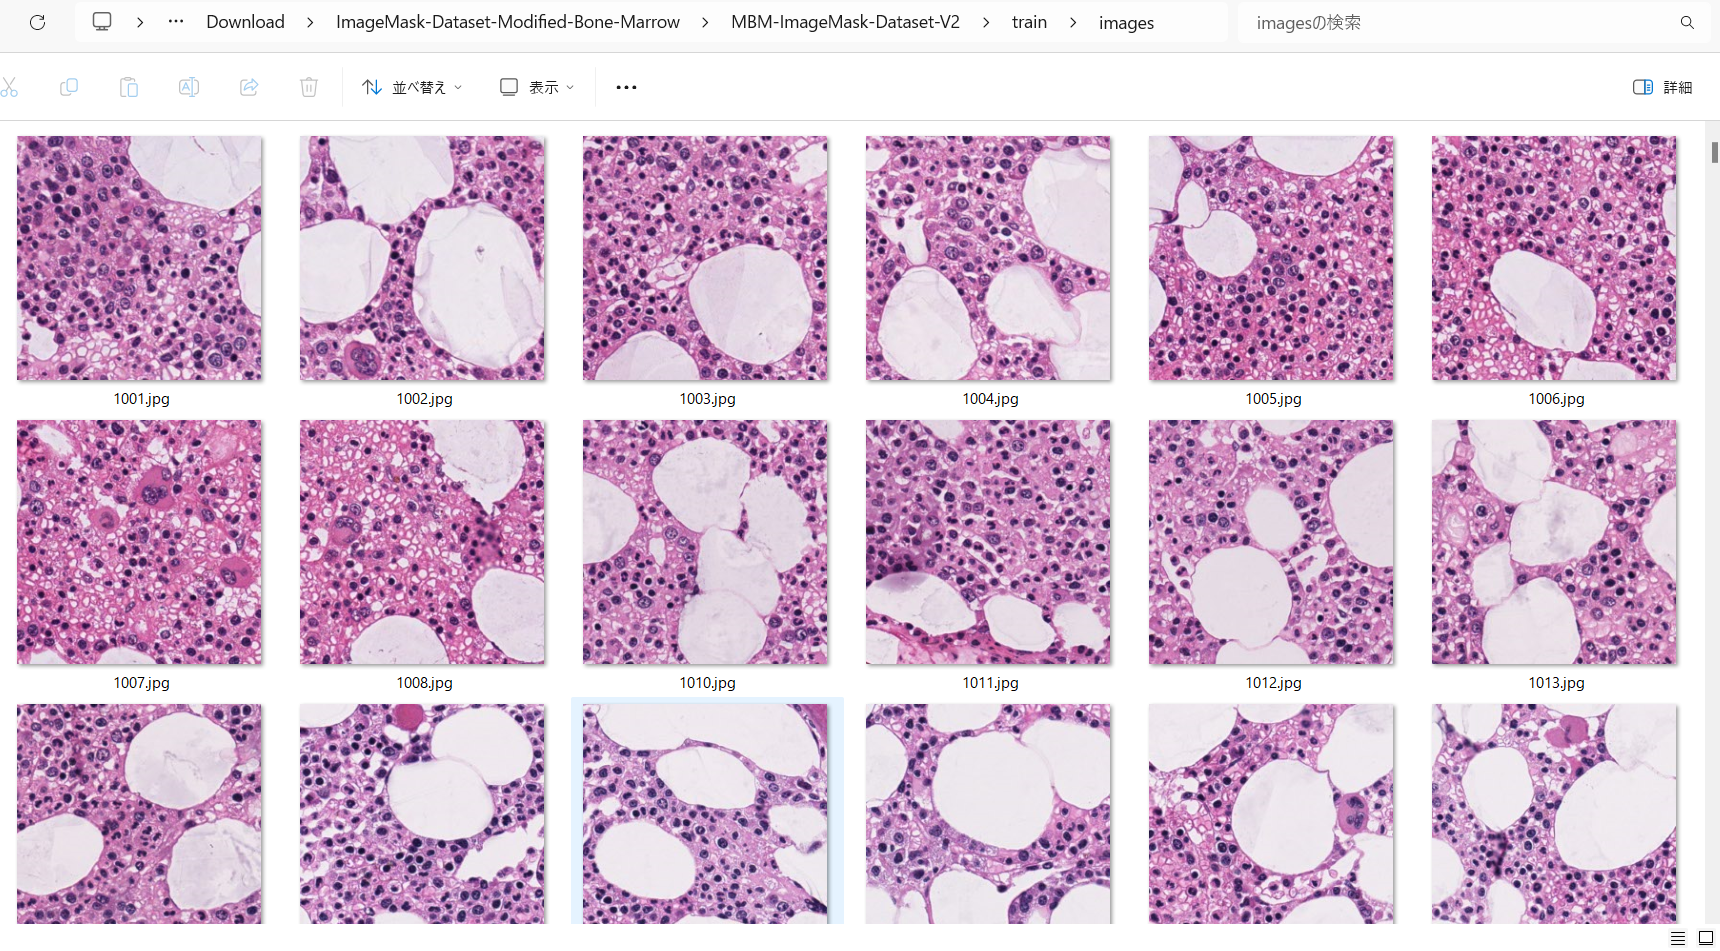 Download > ImageMask-Dataset-Modified-Bone-Marrow > MBM-ImageMask-Dataset-V2 > train > images
imagesの検索
並べ替え
表示
詳細
1001.jpg
1002.jpg
1003.jpg
1004.jpg
1005.jpg
1006.jpg
1007.jpg
1008.jpg
1010.jpg
1011.jpg
1012.jpg
1013.jpg